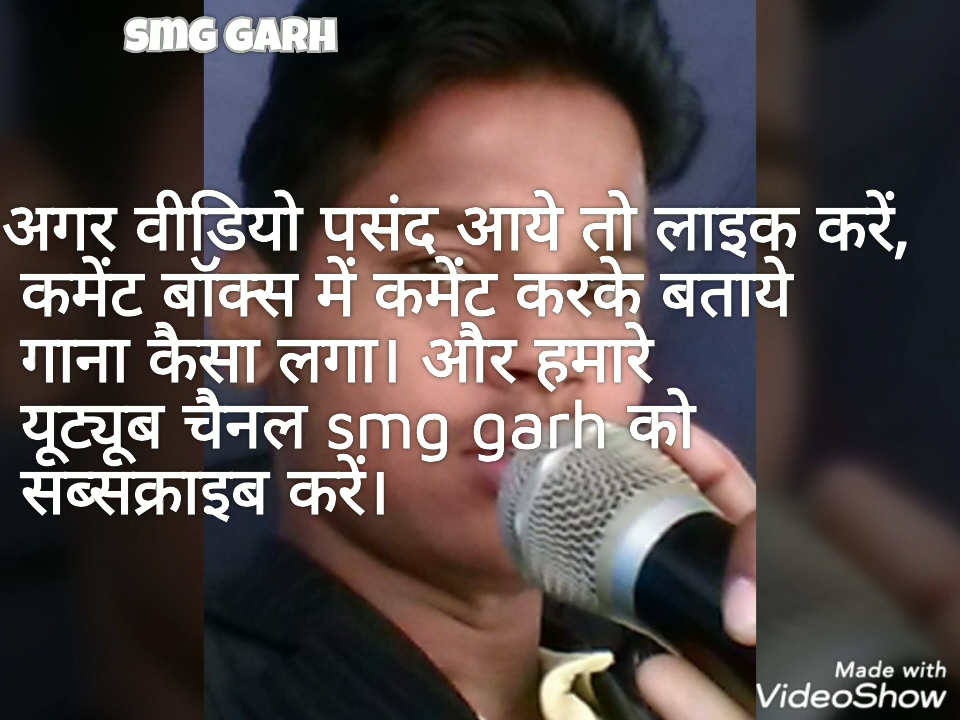 SMG GARH
अगर वीडियो पसंद आये तो लाइक करें,
कमेंट बॉक्स में कमेंट करके बताये
गाना कैसा लगा। और हमारे
यूट्यूब चैनल smg garh को
सब्सक्राइब करें।
Made with
VideoShow